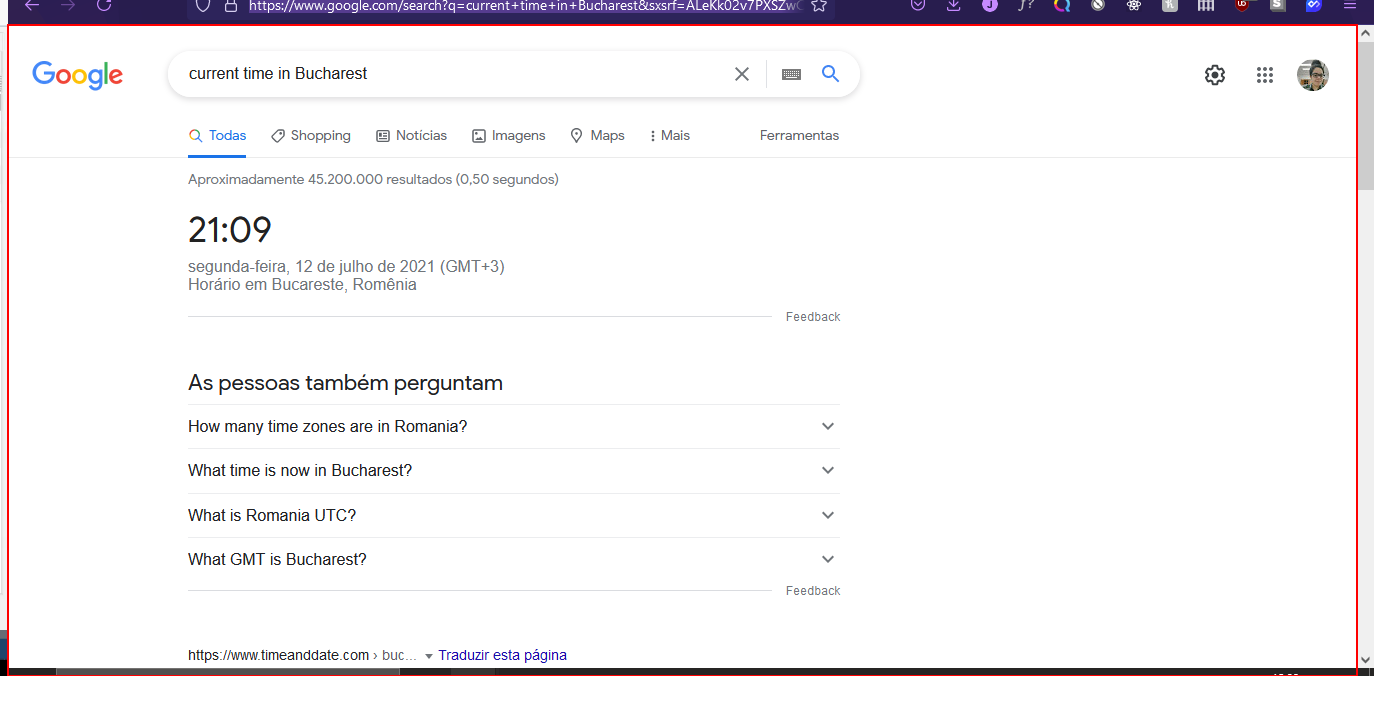 https://www.google.com/search?q=current+time+in+Bucharest&sxsrf=ALeKk02v7PXSZw
Google
current time in Bucharest
Todas
Shopping
Notícias
Imagens
Maps
Mais
Ferramentas
Aproximadamente 45.200.000 resultados (0,50 segundos)
21:09
segunda-feira, 12 de julho de 2021 (GMT+3)
Horário em Bucareste, Romênia
Feedback
As pessoas também perguntam
How many time zones are in Romania?
What time is now in Bucharest?
What is Romania UTC?
What GMT is Bucharest?
Feedback
https://www.timeanddate.com › buc... Traduzir esta página